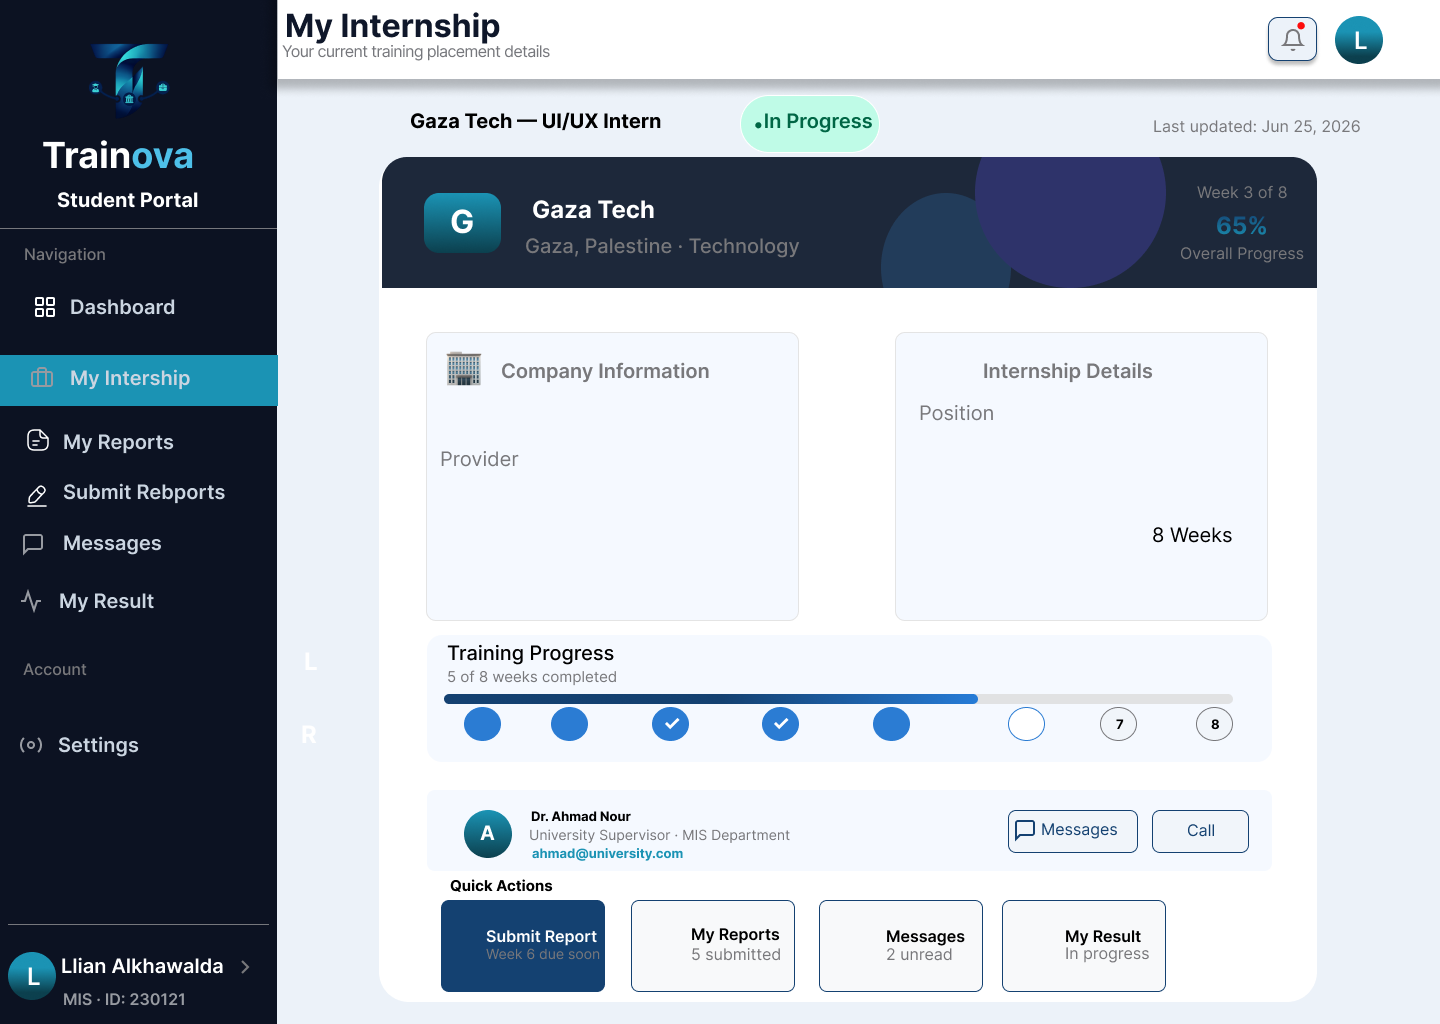 Trainova
Student Portal
Navigation
Dashboard
My Intership
My Reports
Submit Rebports
Messages
My Result
Account
Settings
L
Llian Alkhawalda
MIS · ID: 230121
My Internship
Your current training placement details
L
Gaza Tech — UI/UX Intern
•In Progress
Last updated: Jun 25, 2026
G
Gaza Tech
Gaza, Palestine · Technology
Week 3 of 8
65%
Overall Progress
Company Information
Provider
Internship Details
Position
8 Weeks
L
R
Training Progress
5 of 8 weeks completed
7
8
A
Dr. Ahmad Nour
University Supervisor · MIS Department
ahmad@university.com
Messages
Call
Quick Actions
Submit Report
Week 6 due soon
My Reports
5 submitted
Messages
2 unread
My Result
In progress